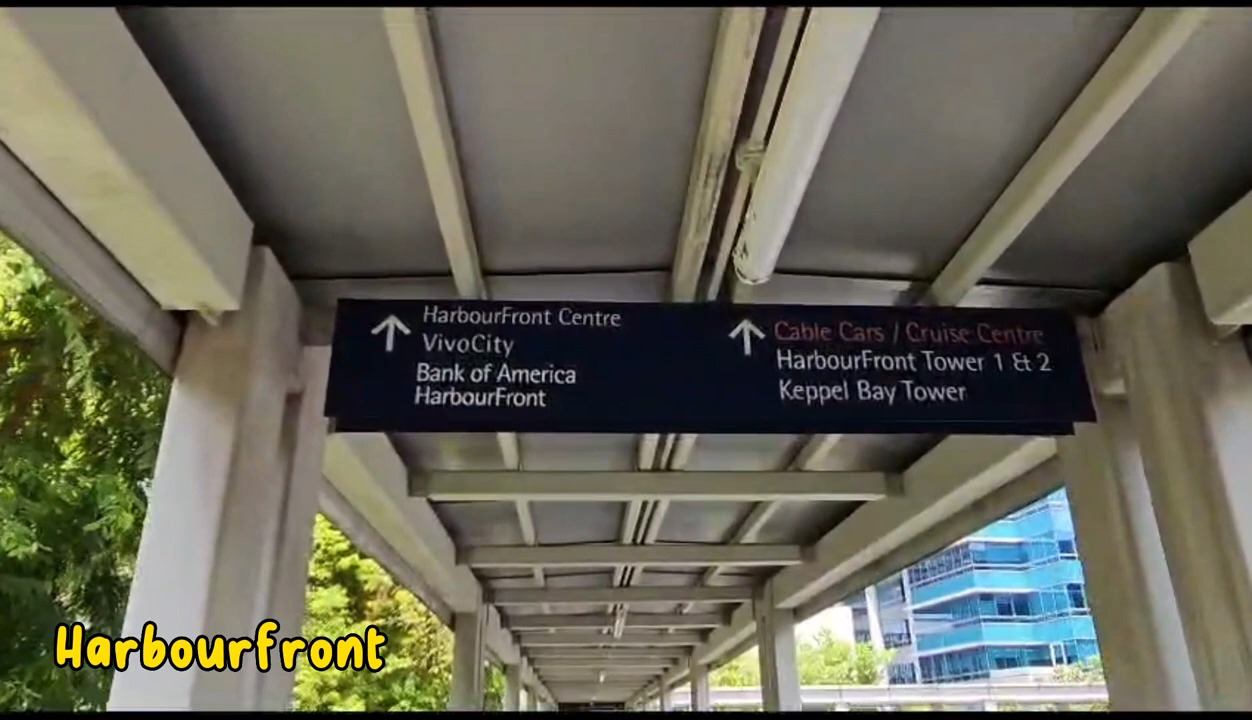 HarbourFront Centre
VivoCity
Bank of America
HarbourFront
Cable Cars / Cruise Centre
HarbourFront Tower 1 & 2
Keppel Bay Tower
Harbourfront